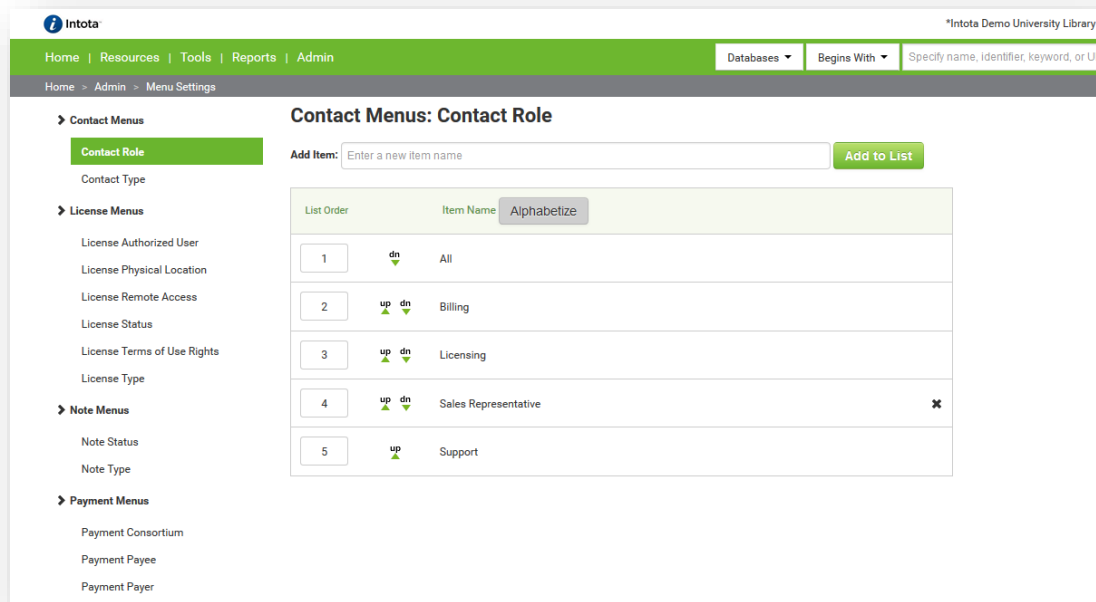 i Intota™
*Intota Demo University Library
Home | Resources | Tools | Reports | Admin
Databases Begins With Specify name, identifier, keyword, or U
Home > Admin > Menu Settings
Contact Menus
Contact Role
Contact Type
License Menus
License Authorized User
License Physical Location
License Remote Access
License Status
License Terms of Use Rights
License Type
Note Menus
Note Status
Note Type
Payment Menus
Payment Consortium
Payment Payee
Payment Payer
Contact Menus: Contact Role
Add Item: Enter a new item name Add to List
List Order Item Name Alphabetize
1 dn All
2 up dn Billing
3 up dn Licensing
4 up dn Sales Representative
5 up Support